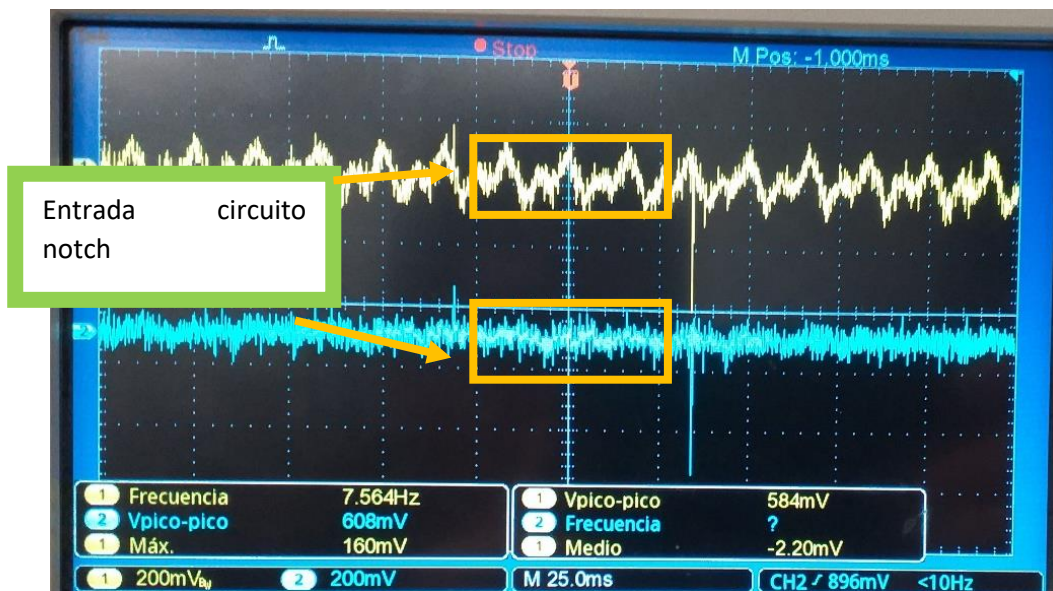 Stop
M Pos: -1.000ms
Entrada circuito
notch
1 Frecuencia 7.564Hz
2 Vpico-pico 608mV
1 Máx. 160mV
1 Vpico-pico 584mV
2 Frecuencia ?
1 Medio -2.20mV
1 200mVBW 2 200mV M 25.0ms CH2 896mV <10Hz